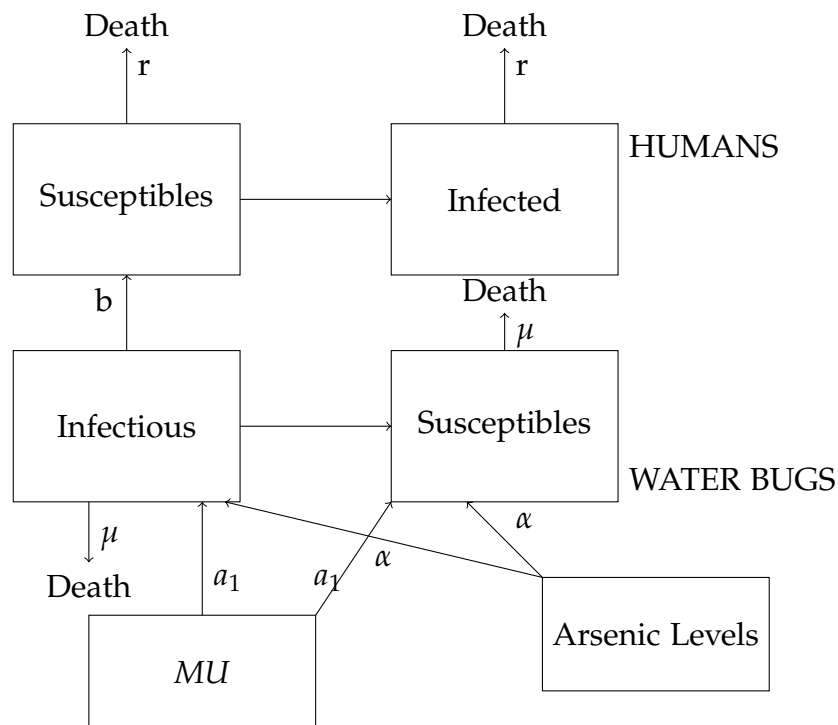 Death
Death
r
r
HUMANS
Susceptibles
Infected
b
Death
μ
Infectious
Susceptibles
WATER BUGS
μ
α
α
Death
a₁
a₁
Arsenic Levels
MU